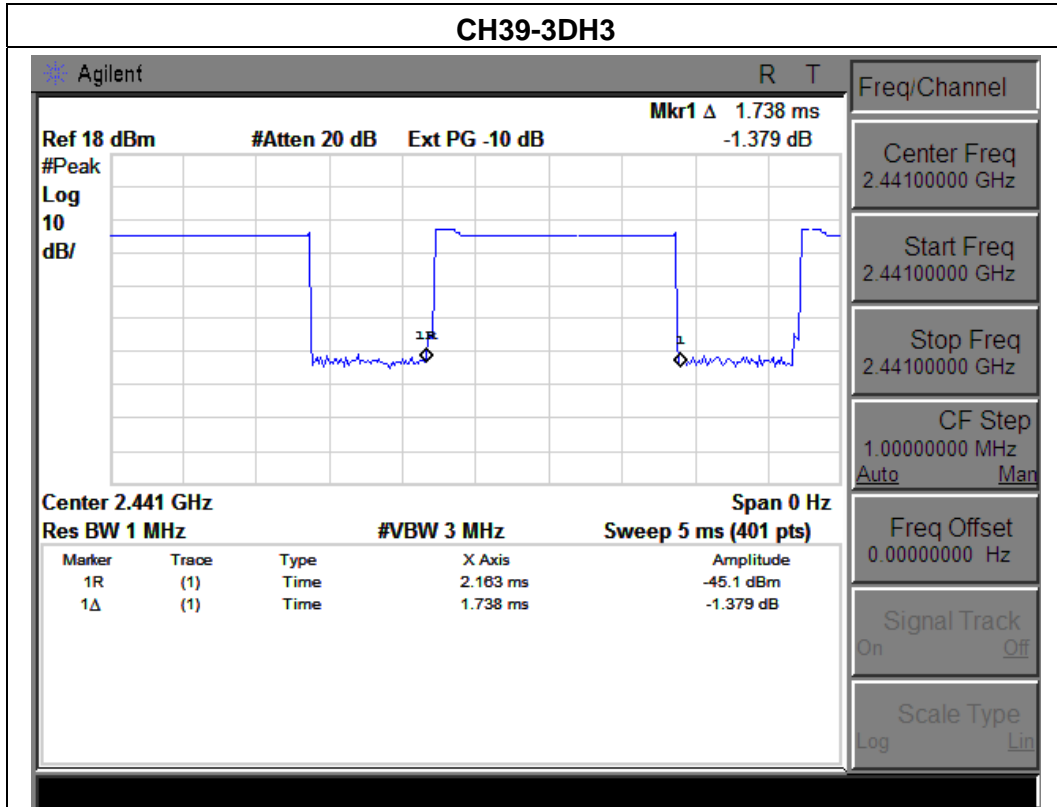 CH39-3DH3
Agilent R T
Mkr1 Δ 1.738 ms
Ref 18 dBm #Atten 20 dB Ext PG -10 dB -1.379 dB
#Peak
Log
10
dB/
1R
1
Center 2.441 GHz Span 0 Hz
Res BW 1 MHz #VBW 3 MHz Sweep 5 ms (401 pts)
Marker Trace Type X Axis Amplitude
1R (1) Time 2.163 ms -45.1 dBm
1Δ (1) Time 1.738 ms -1.379 dB
Freq/Channel
Center Freq
2.44100000 GHz
Start Freq
2.44100000 GHz
Stop Freq
2.44100000 GHz
CF Step
1.00000000 MHz
Auto Man
Freq Offset
0.00000000 Hz
Signal Track
On Off
Scale Type
Log Lin